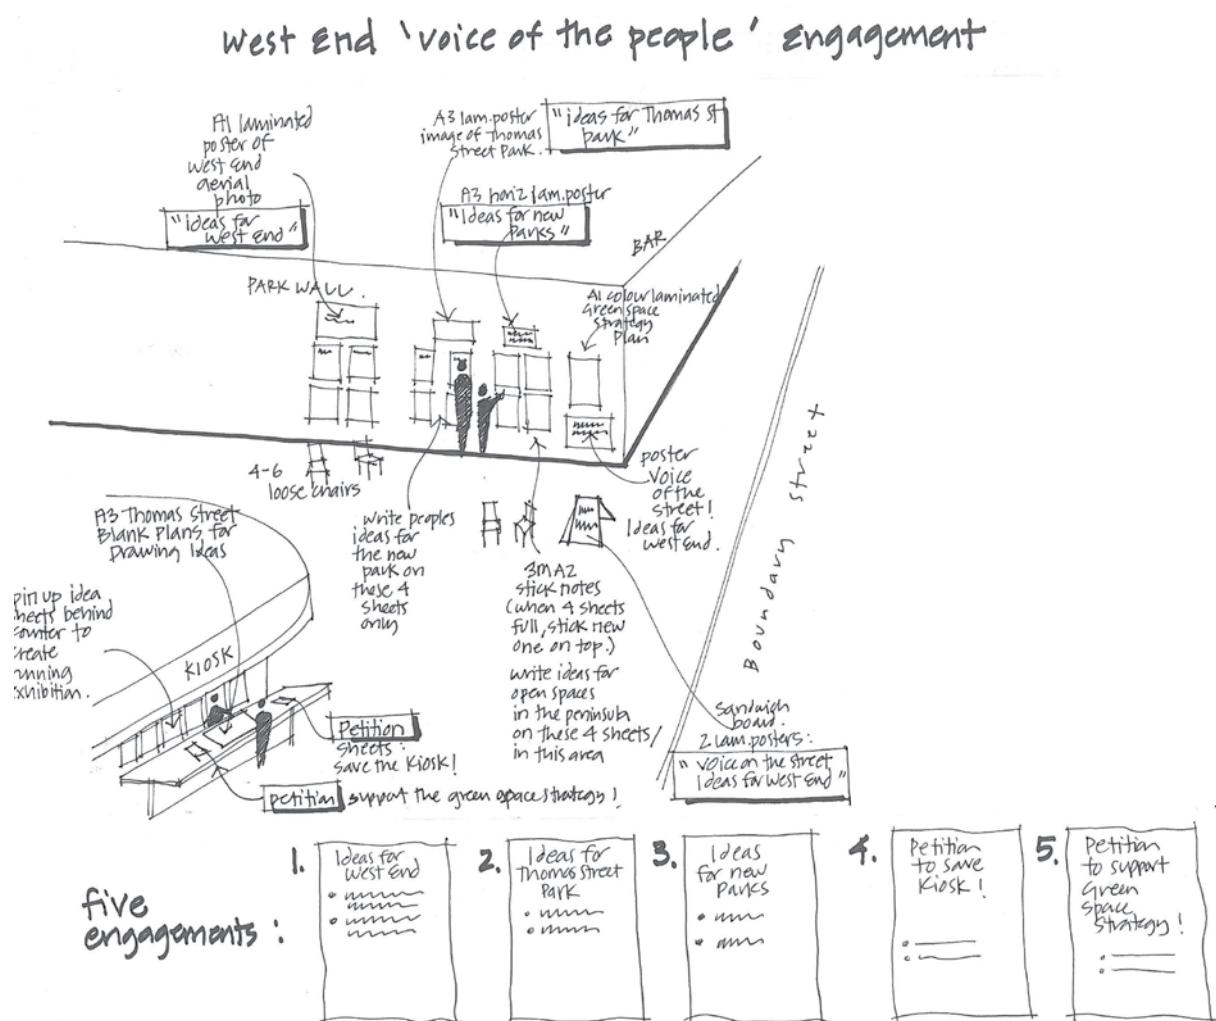 West End 'voice of the people' Engagement
A1 laminated
poster of
West End
aerial
photo
"ideas for
West End"
A3 lam.poster
image of Thomas
Street Park.
"ideas for Thomas St
park"
A3 horiz lam.poster
"Ideas for new
Parks"
BAR
PARK WALL.
A1 colour laminated
Green space
strategy
Plan
4-6
loose chairs
write peoples
ideas for
the new
park on
these 4
sheets
only
3M A2
stick notes
(when 4 sheets
full, stick new
one on top.)
write ideas for
open spaces
in the peninsula
on these 4 sheets/
in this area
poster
Voice
of the
street!
Ideas for
West End.
Boundary Street
sandwich
board.
2 lam.posters:
"Voice on the street
Ideas for West End"
A3 Thomas Street
Blank Plans for
Drawing Ideas
pin up idea
sheets behind
counter to
create
running
exhibition.
KIOSK
Petition
sheets:
save the Kiosk!
petition support the green space strategy!
five
engagements:
1. Ideas for
West End
2. Ideas for
Thomas Street
Park
3. Ideas
for new
Parks
4. Petition
to save
Kiosk!
5. Petition
to support
Green
Space
Strategy!